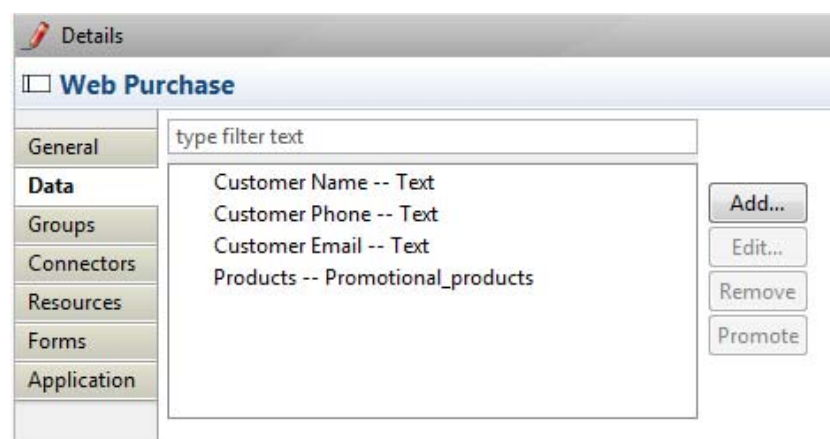 Details
Web Purchase
General
Data
Groups
Connectors
Resources
Forms
Application
type filter text
Customer Name -- Text
Customer Phone -- Text
Customer Email -- Text
Products -- Promotional_products
Add...
Edit...
Remove
Promote